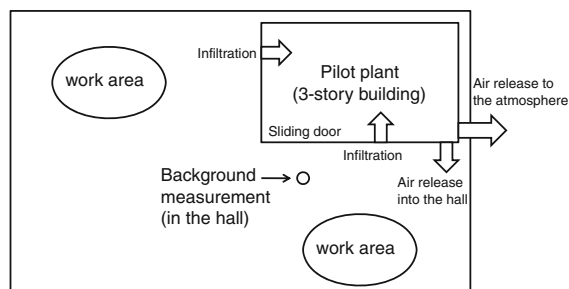 Infiltration
work area
Pilot plant
(3-story building)
Air release to
the atmosphere
Sliding door
Infiltration
Air release
into the hall
Background
measurement
(in the hall)
work area